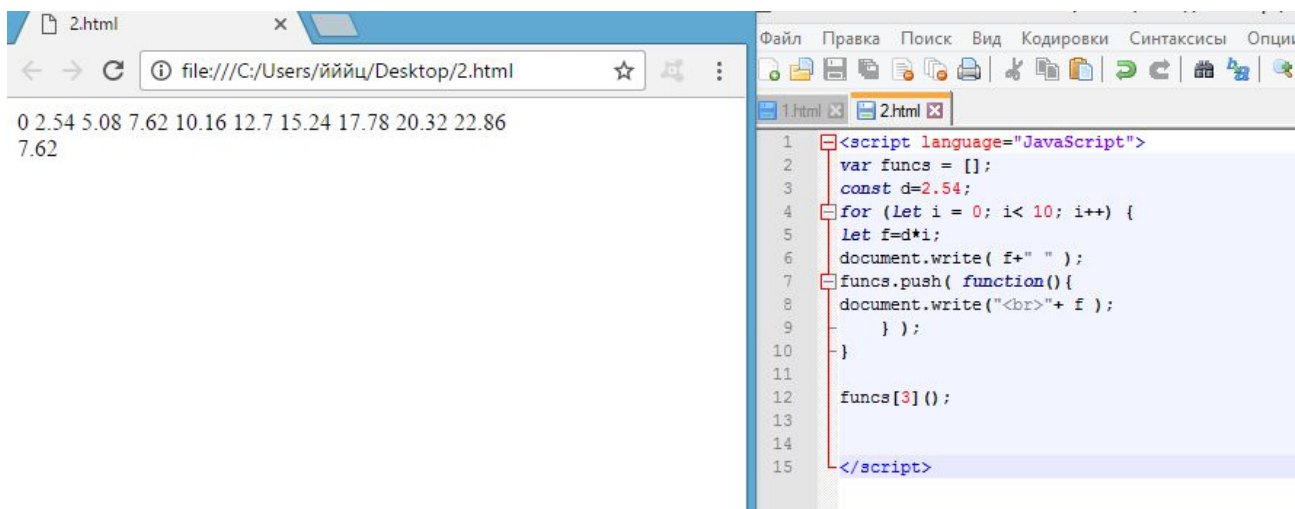 2.html
file:///C:/Users/йййц/Desktop/2.html
0 2.54 5.08 7.62 10.16 12.7 15.24 17.78 20.32 22.86
7.62
Файл Правка Поиск Вид Кодировки Синтаксисы Опции
1.html 2.html
1 <script language="JavaScript">
2 var funcs = [];
3 const d=2.54;
4 for (let i = 0; i< 10; i++) {
5 let f=d*i;
6 document.write( f+" " );
7 funcs.push( function(){
8 document.write("<br>"+ f );
9 } );
10 }
11
12 funcs[3]();
13
14
15 </script>